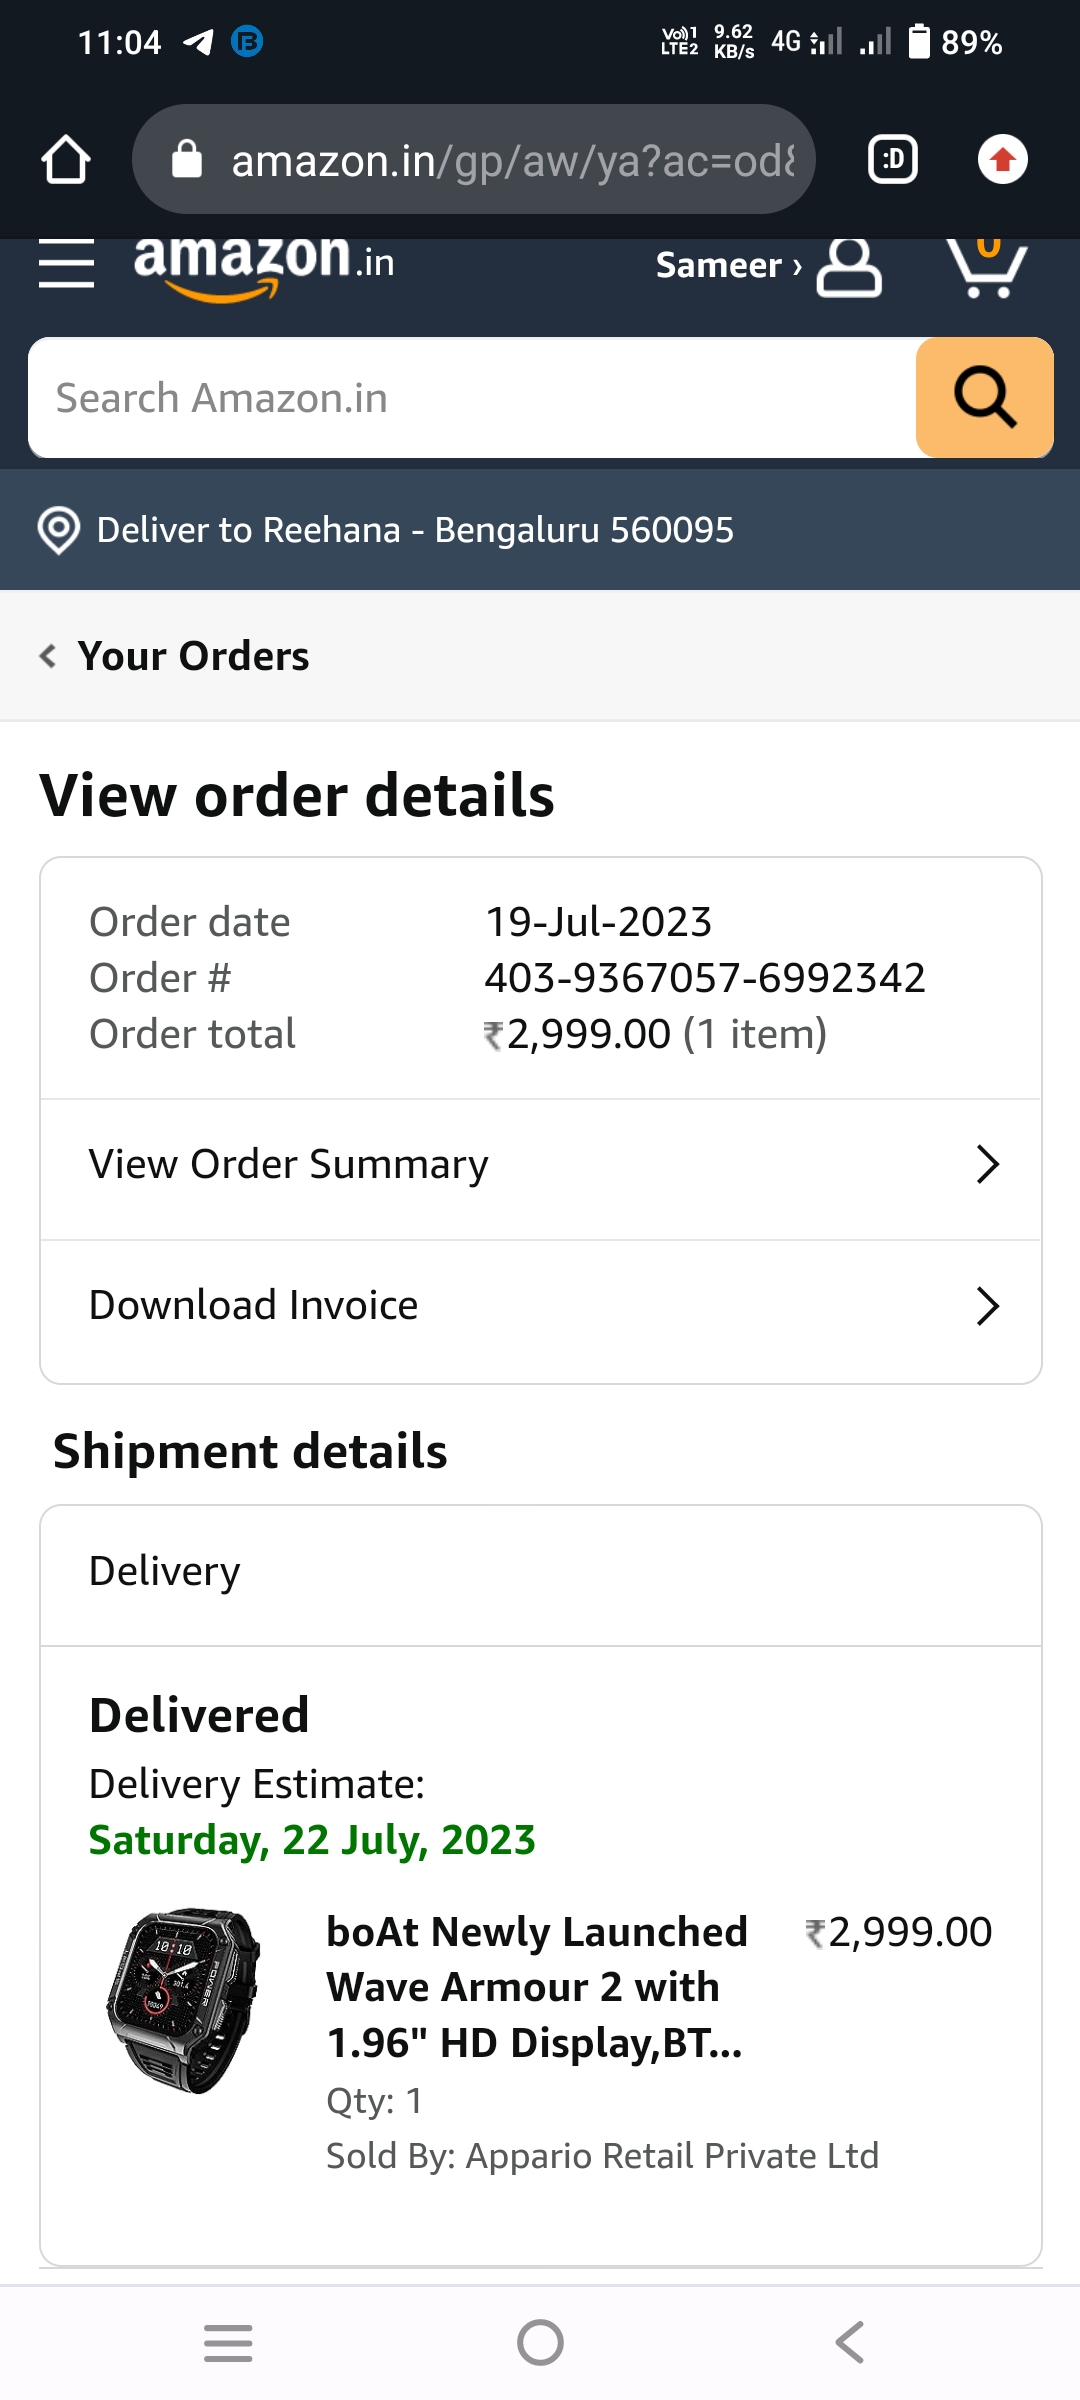 11:04
Vo))1 LTE2 9.62 KB/s 4G 89%
amazon.in/gp/aw/ya?ac=od&
:D
amazon.in
Sameer ›
0
Search Amazon.in
Deliver to Reehana - Bengaluru 560095
Your Orders
View order details
Order date 19-Jul-2023
Order # 403-9367057-6992342
Order total ₹2,999.00 (1 item)
View Order Summary
Download Invoice
Shipment details
Delivery
Delivered
Delivery Estimate:
Saturday, 22 July, 2023
10:10
POWER
boAt Newly Launched ₹2,999.00
Wave Armour 2 with
1.96" HD Display,BT...
Qty: 1
Sold By: Appario Retail Private Ltd